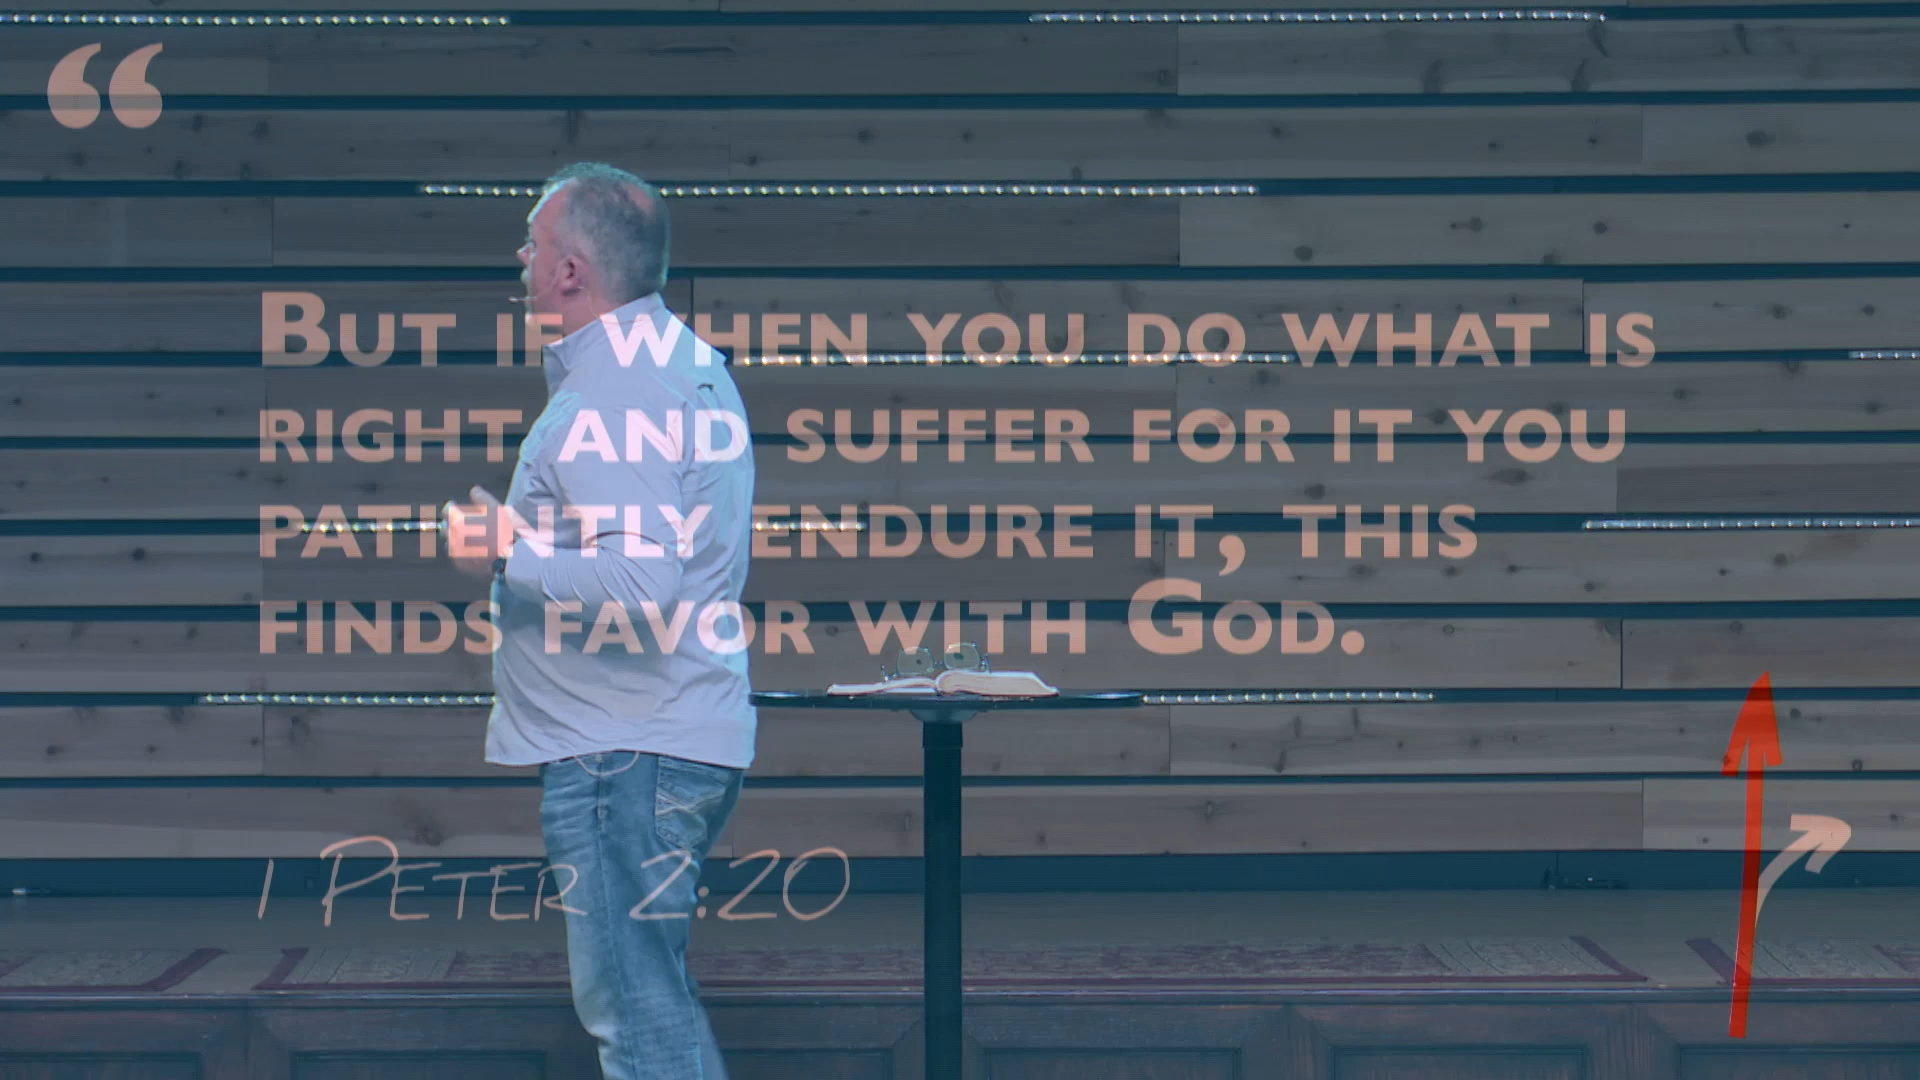 “
But if when you do what is
right and suffer for it you
patiently endure it, this
finds favor with God.
1 Peter 2:20